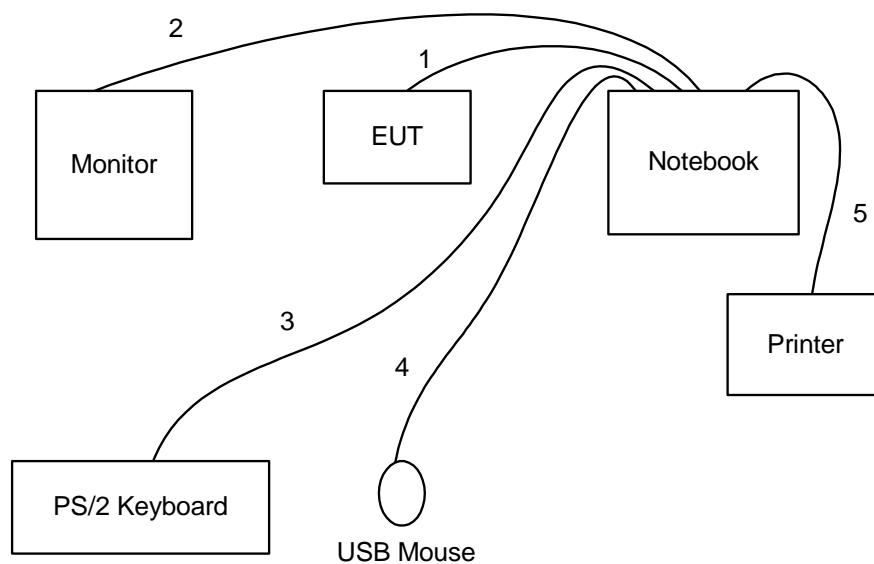 2
1
Monitor
EUT
Notebook
5
3
Printer
4
PS/2 Keyboard
USB Mouse